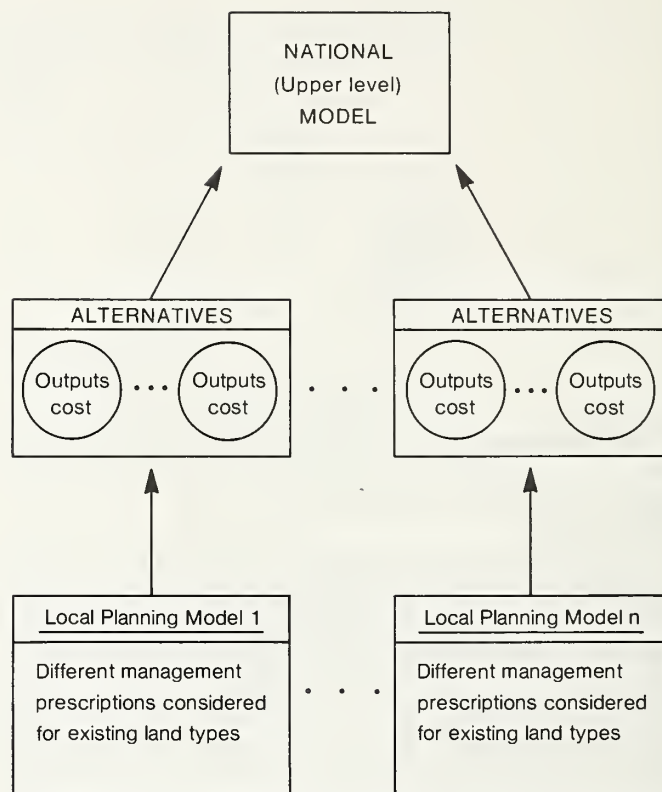 NATIONAL
(Upper level)
MODEL
ALTERNATIVES
Outputs
cost
...
Outputs
cost
. . .
ALTERNATIVES
Outputs
cost
...
Outputs
cost
Local Planning Model 1
Different management
prescriptions considered
for existing land types
. . .
Local Planning Model n
Different management
prescriptions considered
for existing land types